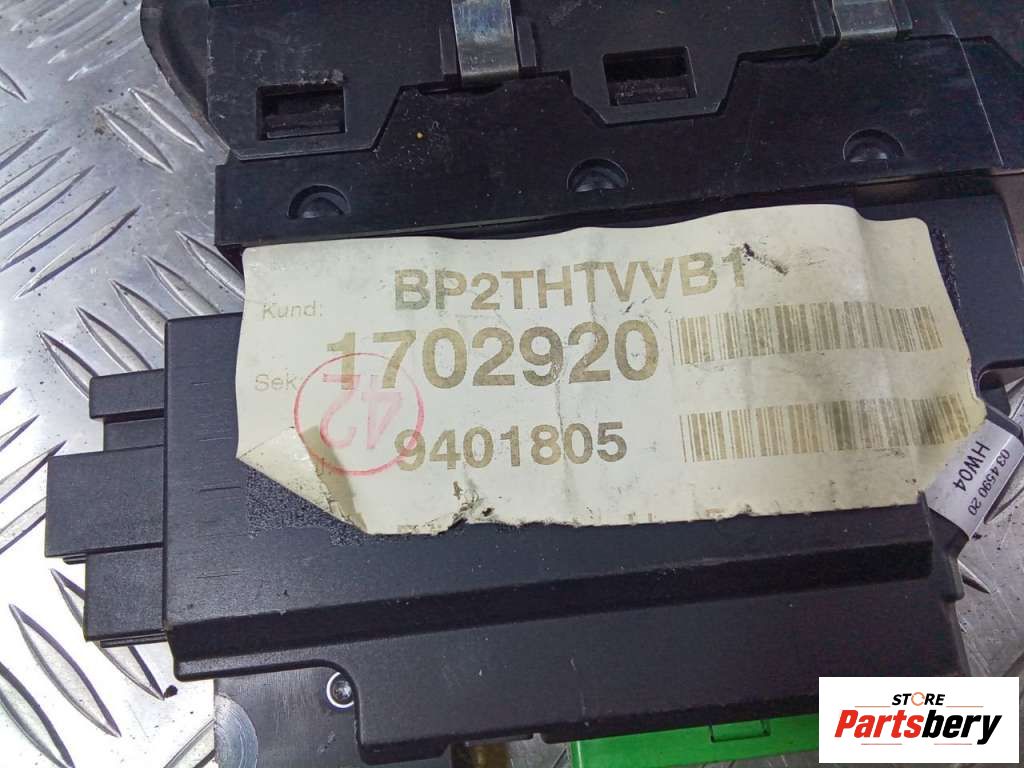 Kund: BP2THTVVB1
Sek: 1702920
42
9401805
03 4590 20
HW04
STORE
Partsbery